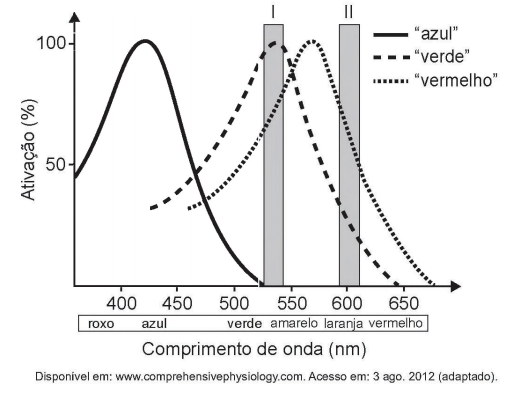 I II
“azul”
“verde”
“vermelho”
Ativação (%)
100
50
400 450 500 550 600 650
roxo azul verde amarelo laranja vermelho
Comprimento de onda (nm)
Disponível em: www.comprehensivephysiology.com. Acesso em: 3 ago. 2012 (adaptado).